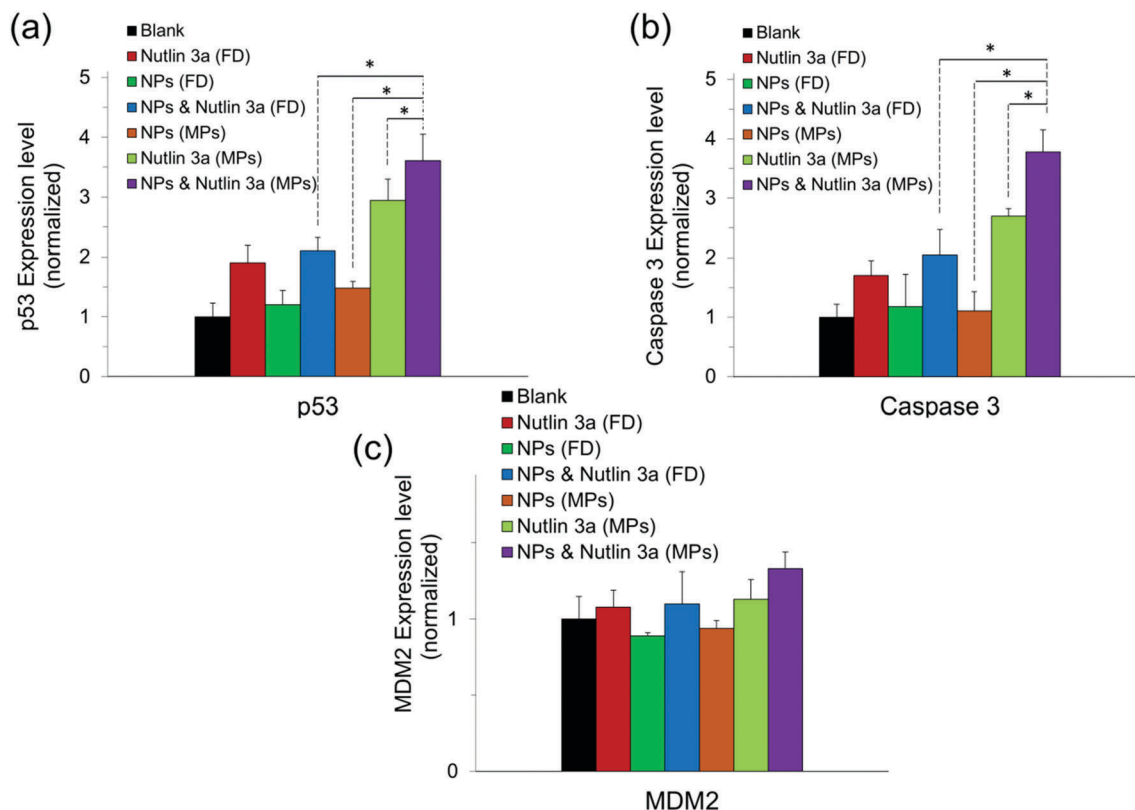 (a)
Blank
Nutlin 3a (FD)
NPs (FD)
NPs & Nutlin 3a (FD)
NPs (MPs)
Nutlin 3a (MPs)
NPs & Nutlin 3a (MPs)
*
*
*
5
4
3
2
1
0
p53 Expression level
(normalized)
p53
(b)
Blank
Nutlin 3a (FD)
NPs (FD)
NPs & Nutlin 3a (FD)
NPs (MPs)
Nutlin 3a (MPs)
NPs & Nutlin 3a (MPs)
*
*
*
5
4
3
2
1
0
Caspase 3 Expression level
(normalized)
Caspase 3
(c)
Blank
Nutlin 3a (FD)
NPs (FD)
NPs & Nutlin 3a (FD)
NPs (MPs)
Nutlin 3a (MPs)
NPs & Nutlin 3a (MPs)
1
0
MDM2 Expression level
(normalized)
MDM2